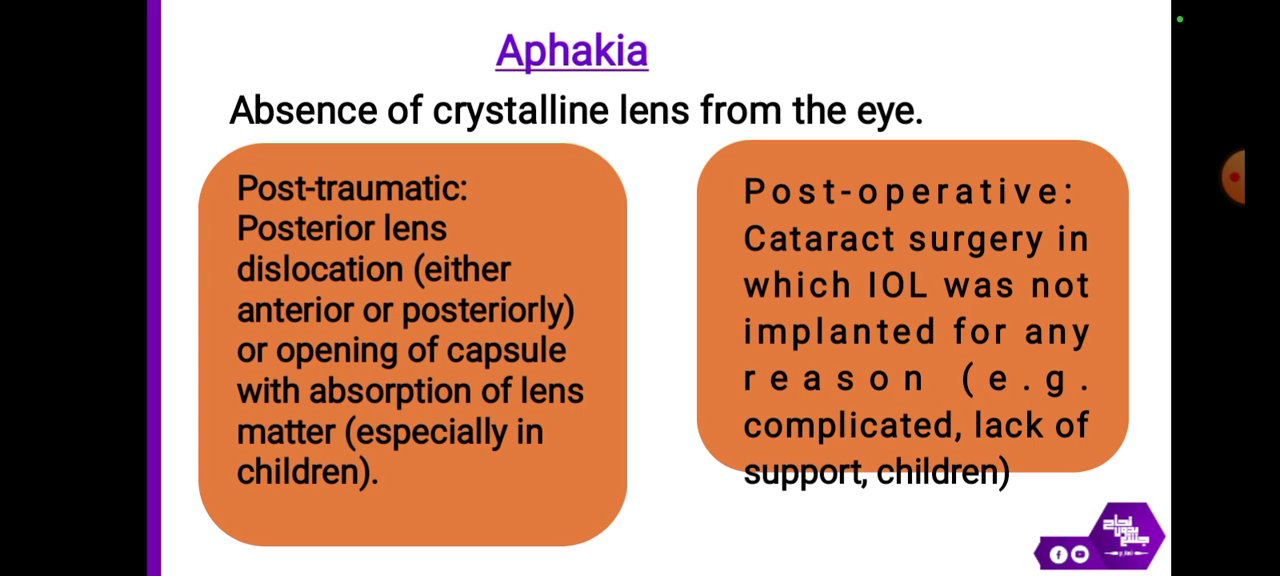 Aphakia
Absence of crystalline lens from the eye.
Post-traumatic:
Posterior lens
dislocation (either
anterior or posteriorly)
or opening of capsule
with absorption of lens
matter (especially in
children).
Post-operative:
Cataract surgery in
which IOL was not
implanted for any
reason (e.g.
complicated, lack of
support, children)
نجاح
بدون